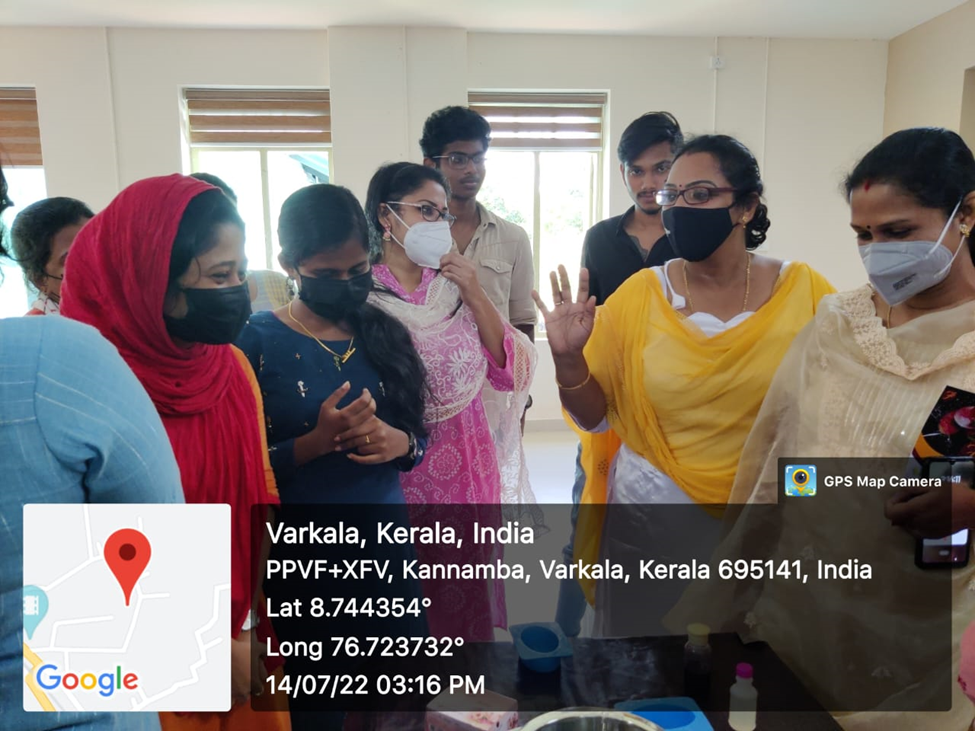 GPS Map Camera
Varkala, Kerala, India
PPVF+XFV, Kannamba, Varkala, Kerala 695141, India
Lat 8.744354°
Long 76.723732°
14/07/22 03:16 PM
Google